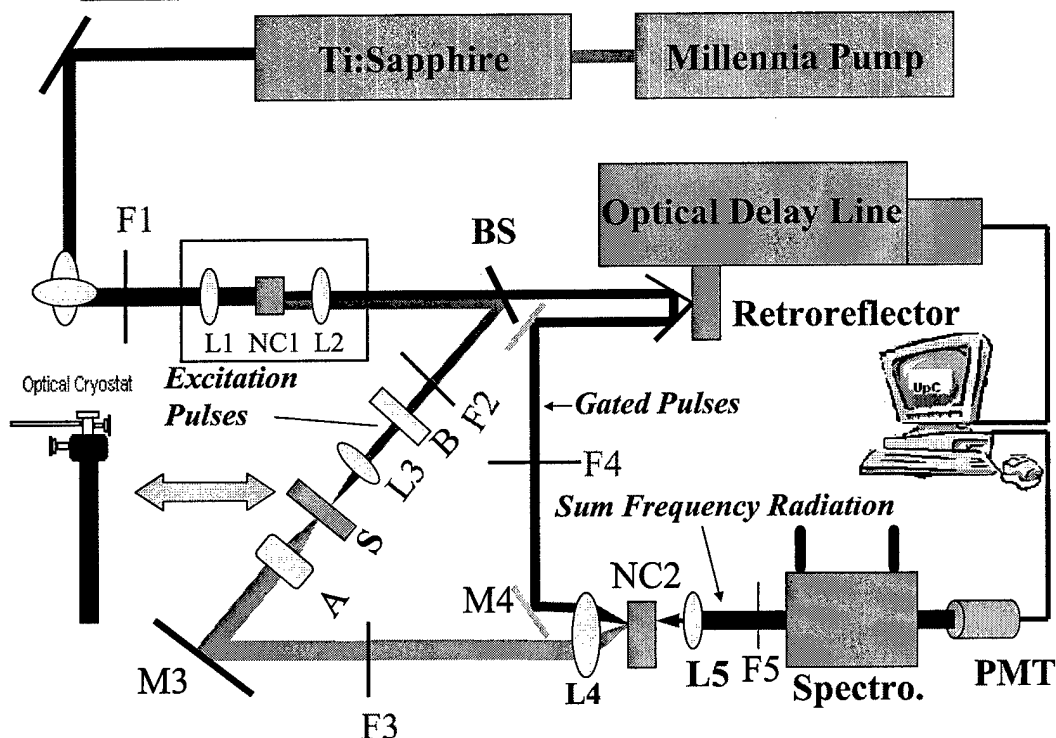 Ti:Sapphire
Millennia Pump
Optical Delay Line
F1
BS
Retroreflector
L1
NC1
L2
Optical Cryostat
Excitation
Pulses
F2
B
L3
Gated Pulses
UpC
F4
S
Sum Frequency Radiation
A
M4
NC2
M3
F3
L4
L5
F5
Spectro.
PMT